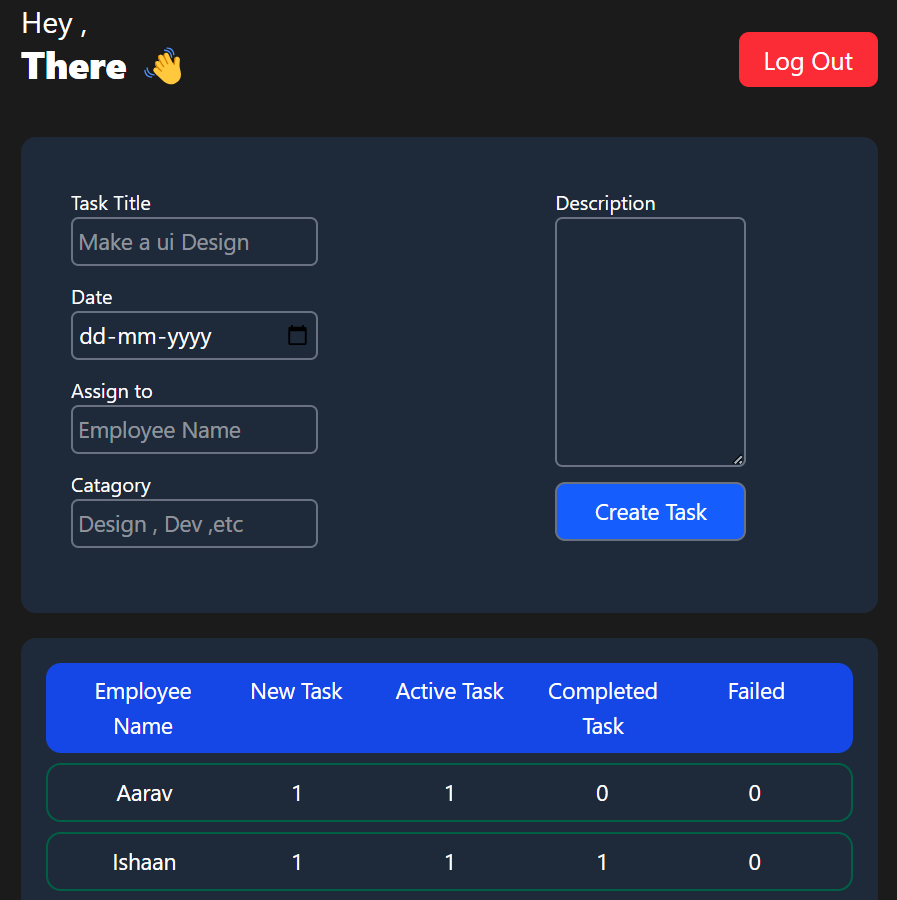 Hey ,
There 👋
Log Out
Task Title
Make a ui Design
Date
dd-mm-yyyy
Assign to
Employee Name
Catagory
Design , Dev ,etc
Description
Create Task
Employee Name New Task Active Task Completed Task Failed
Aarav 1 1 0 0
Ishaan 1 1 1 0